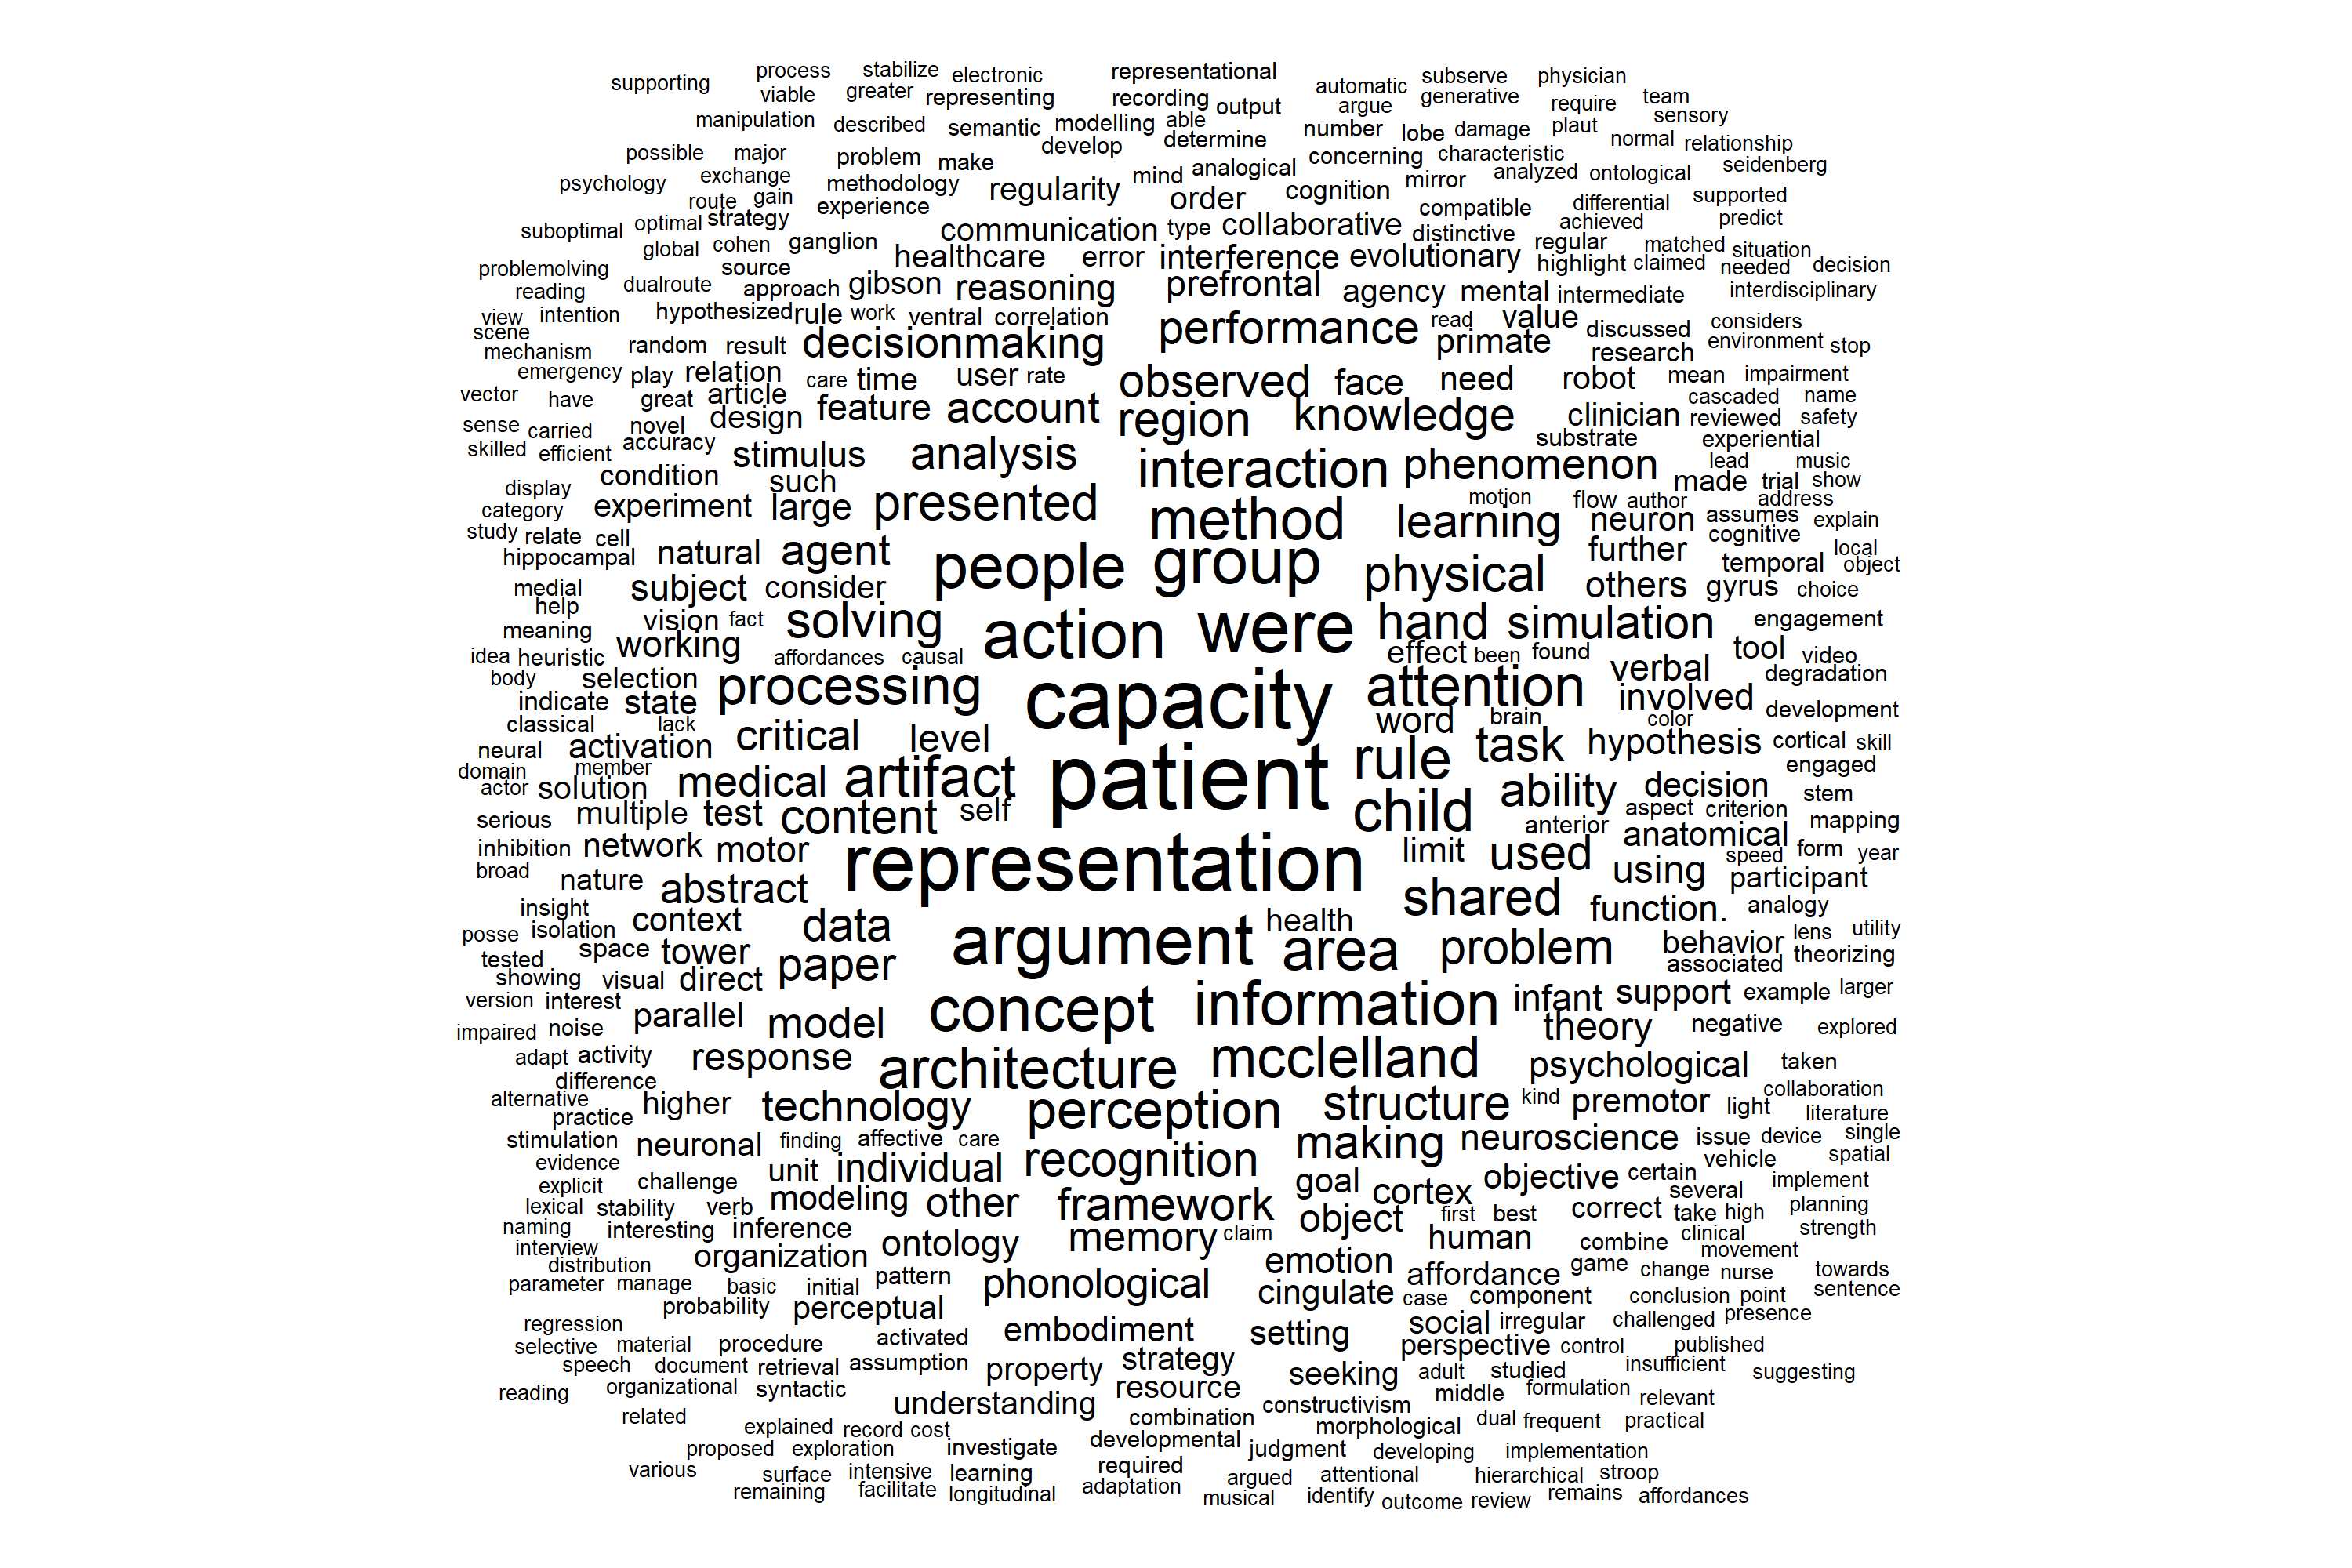 supporting process stabilize electronic representational automatic subserve physician
viable greater representing recording output argue generative require team sensory
manipulation described semantic modelling able determine number lobe damage plaut normal relationship
possible major problem make develop analogical concerning characteristic seidenberg
psychology exchange methodology regularity mind order cognition mirror analyzed ontological supported
route gain experience compatible differential
suboptimal optimal strategy communication type collaborative distinctive achieved predict
global cohen ganglion healthcare error interference evolutionary regular matched situation
problemolving source highlight claimed needed decision
reading dualroute approach gibson reasoning prefrontal agency mental intermediate interdisciplinary
view intention hypothesized rule work ventral correlation performance read value discussed considers
scene mechanism random result decisionmaking primate research environment stop
emergency play relation care time user rate observed face need robot mean impairment
vector have great article feature account region knowledge clinician cascaded name
sense carried novel design reviewed safety
skilled efficient accuracy stimulus analysis interaction phenomenon substrate experiential
condition such made lead music
display category experiment large presented method motion flow author trial show address
study relate cell learning neuron assumes explain
hippocampal natural agent people group further cognitive local
medial subject consider physical others temporal object gyrus choice
help vision fact solving action were hand simulation engagement
meaning working tool
idea heuristic affordances causal effect been found verbal video
body selection processing capacity attention involved degradation
indicate state word brain color development
classical lack critical level task hypothesis cortical skill
neural activation rule
domain member medical artifact patient ability decision engaged
actor solution self child aspect criterion stem
serious multiple test content anterior anatomical mapping
inhibition network motor representation limit used speed form year
broad nature abstract using participant
insight context data health shared function. analogy
posse isolation argument area problem behavior lens utility
tested space tower paper associated theorizing
showing visual direct
version interest concept information infant support example larger
impaired noise parallel model theory negative explored
adapt activity response architecture mcclelland psychological taken
difference collaboration
alternative higher technology perception structure kind premotor light literature
practice
stimulation neuronal finding affective care making neuroscience issue device single
evidence unit individual recognition vehicle spatial
explicit challenge goal cortex objective certain several implement
lexical stability verb modeling other framework object first best correct take high planning
naming interesting inference memory claim human clinical strength
interview organization ontology emotion combine movement
distribution pattern affordance game change nurse towards
parameter manage basic initial phonological cingulate case component conclusion point sentence
probability perceptual social irregular challenged presence
regression embodiment setting
selective material procedure activated perspective control published
speech document retrieval assumption property strategy seeking adult studied insufficient suggesting
reading organizational syntactic understanding resource constructivism middle formulation relevant
related explained record cost combination morphological dual frequent practical
proposed exploration investigate developmental judgment developing implementation
various surface intensive learning required argued attentional hierarchical stroop
remaining facilitate longitudinal adaptation musical identify outcome review remains affordances